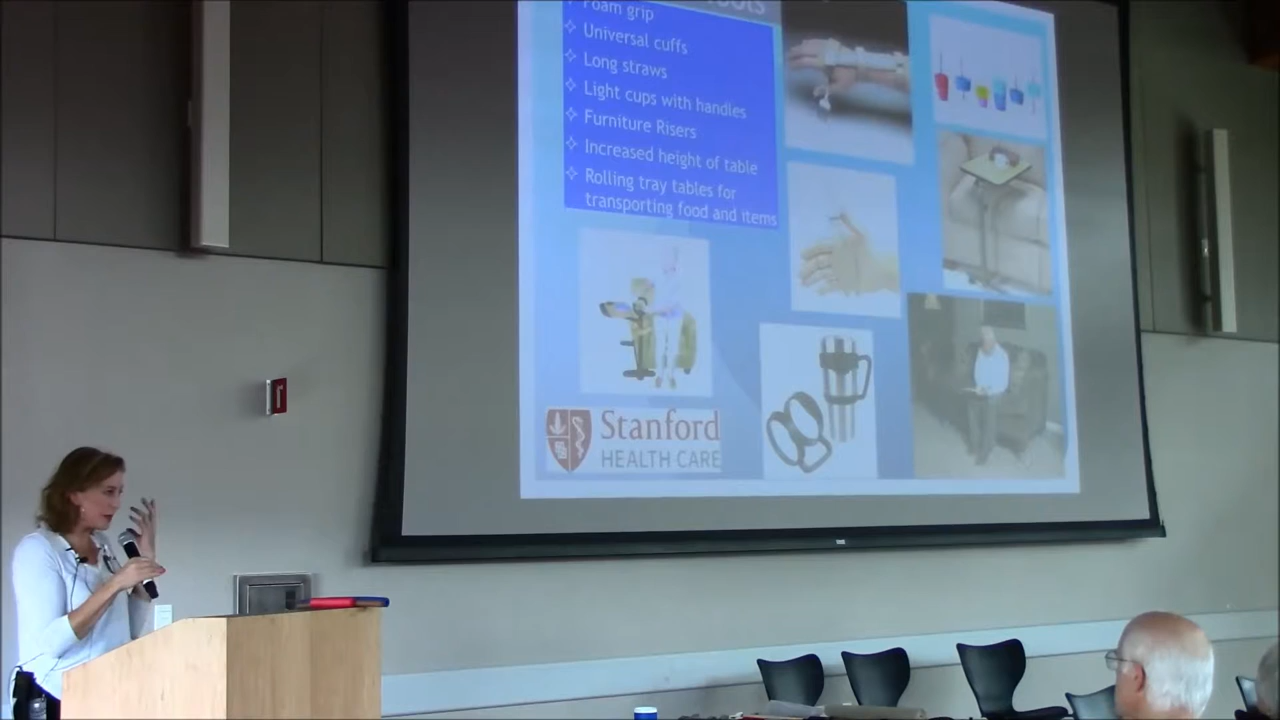 Foam grip
Universal cuffs
Long straws
Light cups with handles
Furniture Risers
Increased height of table
Rolling tray tables for
transporting food and items
Stanford
HEALTH CARE